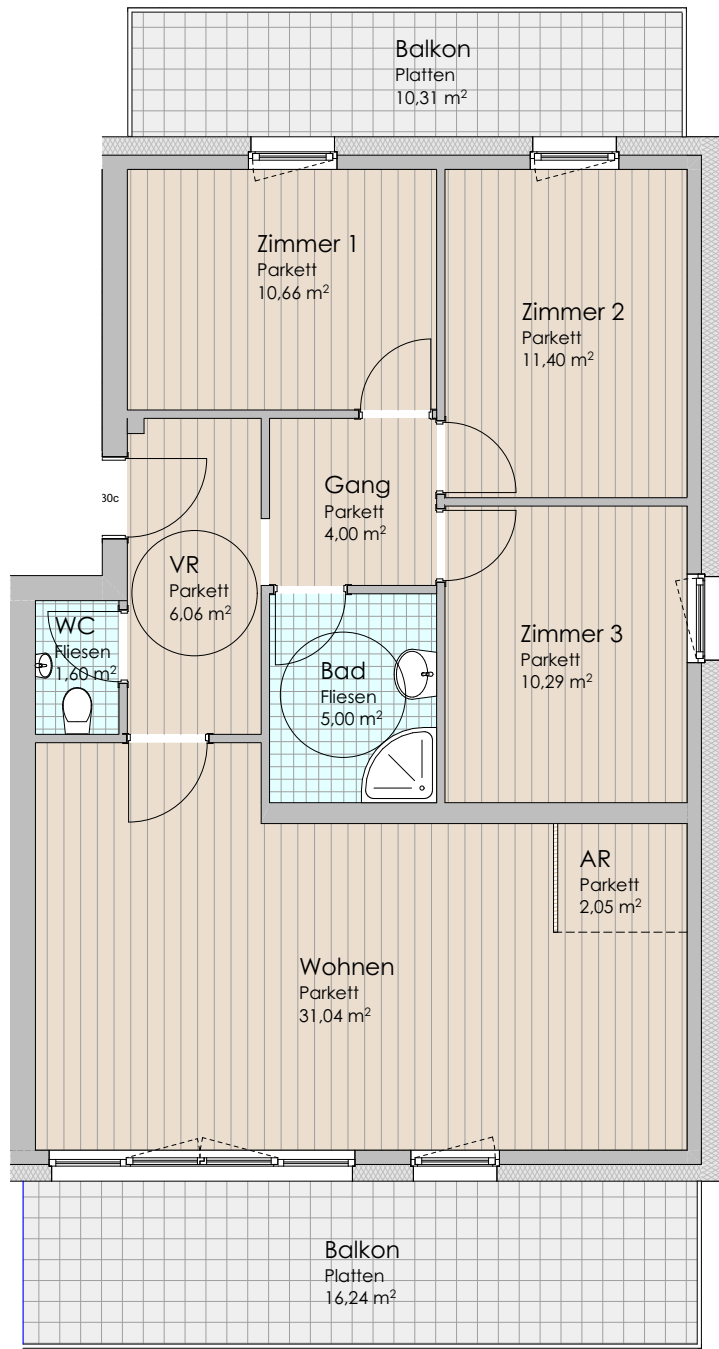 Balkon
Platten
10,31 m²
Zimmer 1
Parkett
10,66 m²
Zimmer 2
Parkett
11,40 m²
Gang
Parkett
4,00 m²
30c
VR
Parkett
6,06 m²
WC
Fliesen
1,60 m²
Bad
Fliesen
5,00 m²
Zimmer 3
Parkett
10,29 m²
AR
Parkett
2,05 m²
Wohnen
Parkett
31,04 m²
Balkon
Platten
16,24 m²